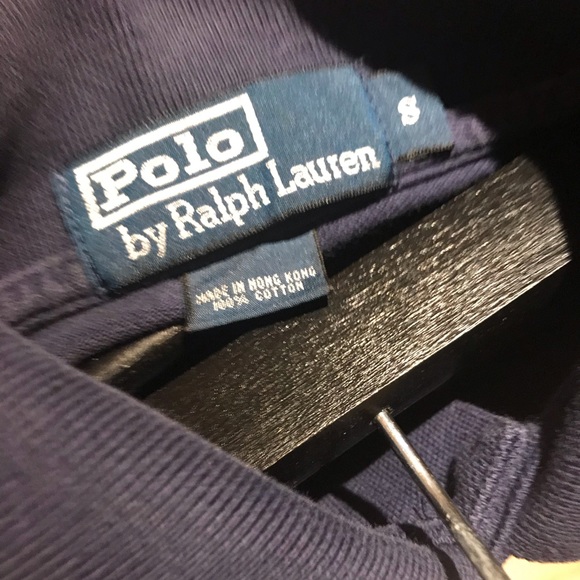 Polo
by Ralph Lauren
S
MADE IN HONG KONG
100% COTTON